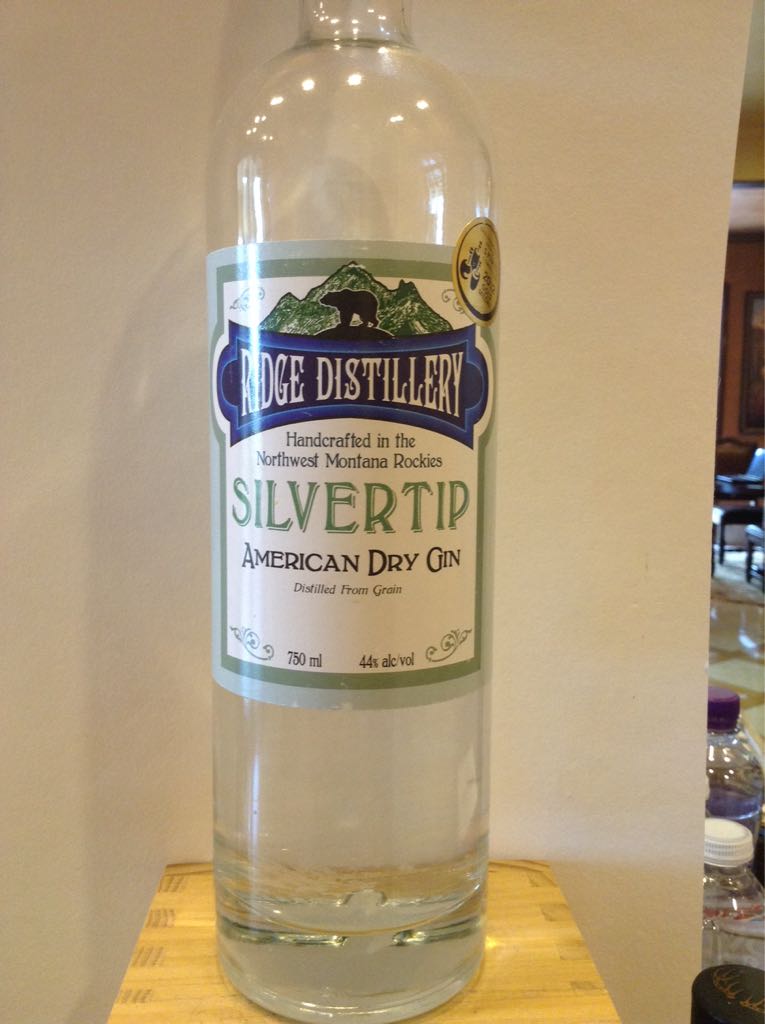 RIDGE DISTILLERY
Handcrafted in the
Northwest Montana Rockies
SILVERTIP
AMERICAN DRY GIN
Distilled From Grain
750 ml 44% alc/vol